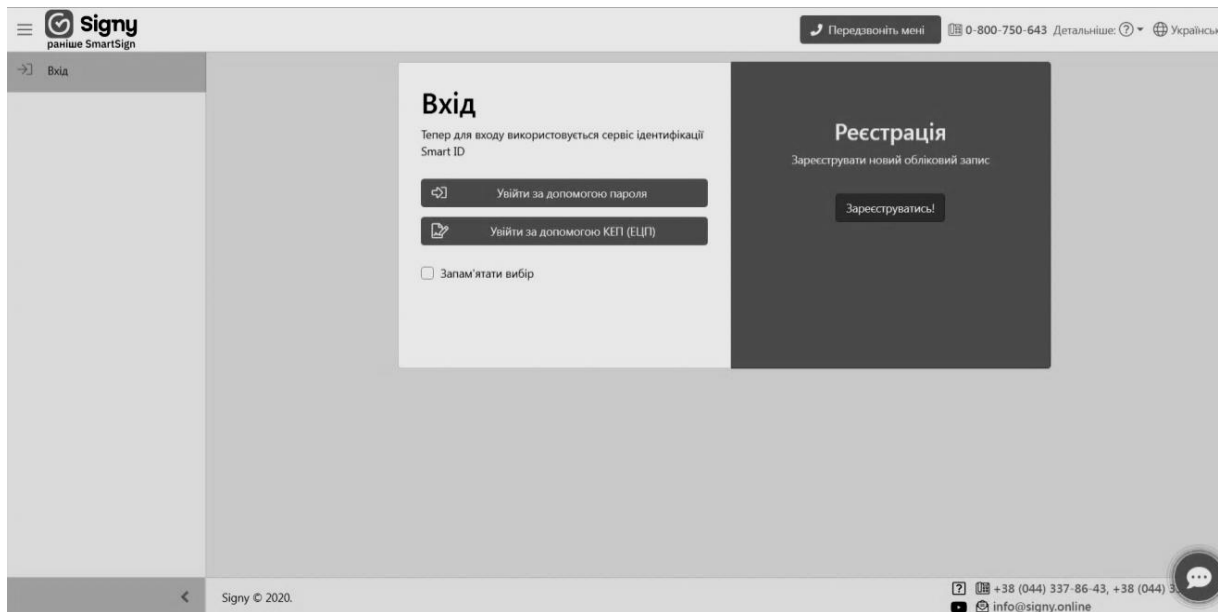 Signy
раніше SmartSign
Передзвоніть мені
0-800-750-643 Детальніше:
Вхід
Вхід
Тепер для входу використовується сервіс ідентифікації
Smart ID
Увійти за допомогою пароля
Увійти за допомогою КЕП (ЕЦП)
Запам'ятати вибір
Реєстрація
Зареєструвати новий обліковий запис
Зареєструватись!
Signy © 2020.
+38 (044) 337-86-43, +38 (044)
info@signy.online